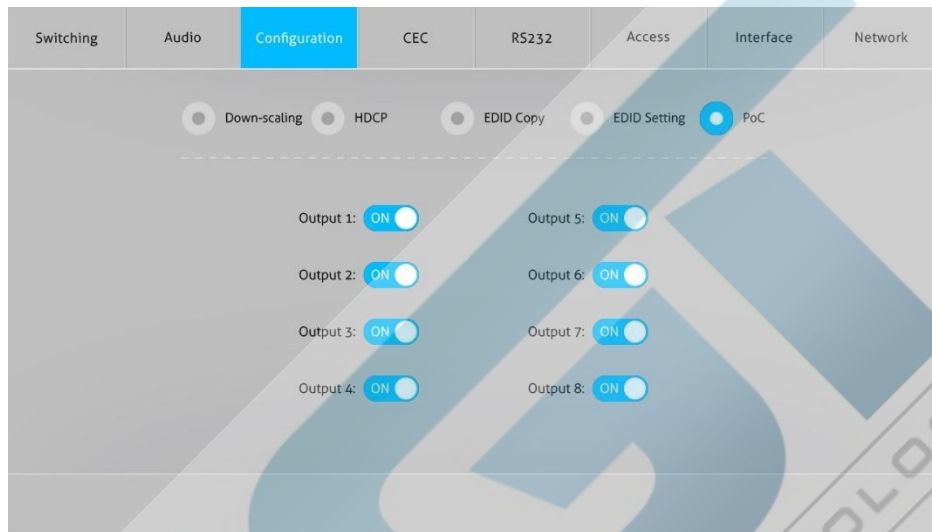 Switching Audio Configuration CEC RS232 Access Interface Network
Down-scaling HDCP EDID Copy EDID Setting PoC
Output 1: ON Output 5: ON
Output 2: ON Output 6: ON
Output 3: ON Output 7: ON
Output 4: ON Output 8: ON